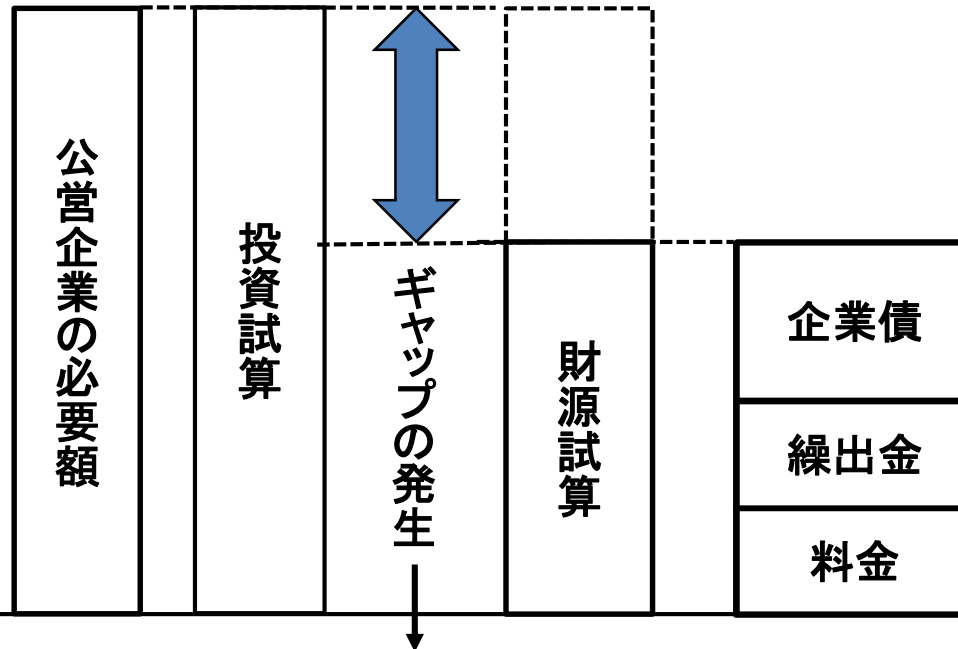 公営企業の必要額
投資試算
ギャップの発生
財源試算
企業債
繰出金
料金